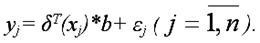 yⱼ= δᵀ(xⱼ)*b+ εⱼ ( j = 1,n̅ ).